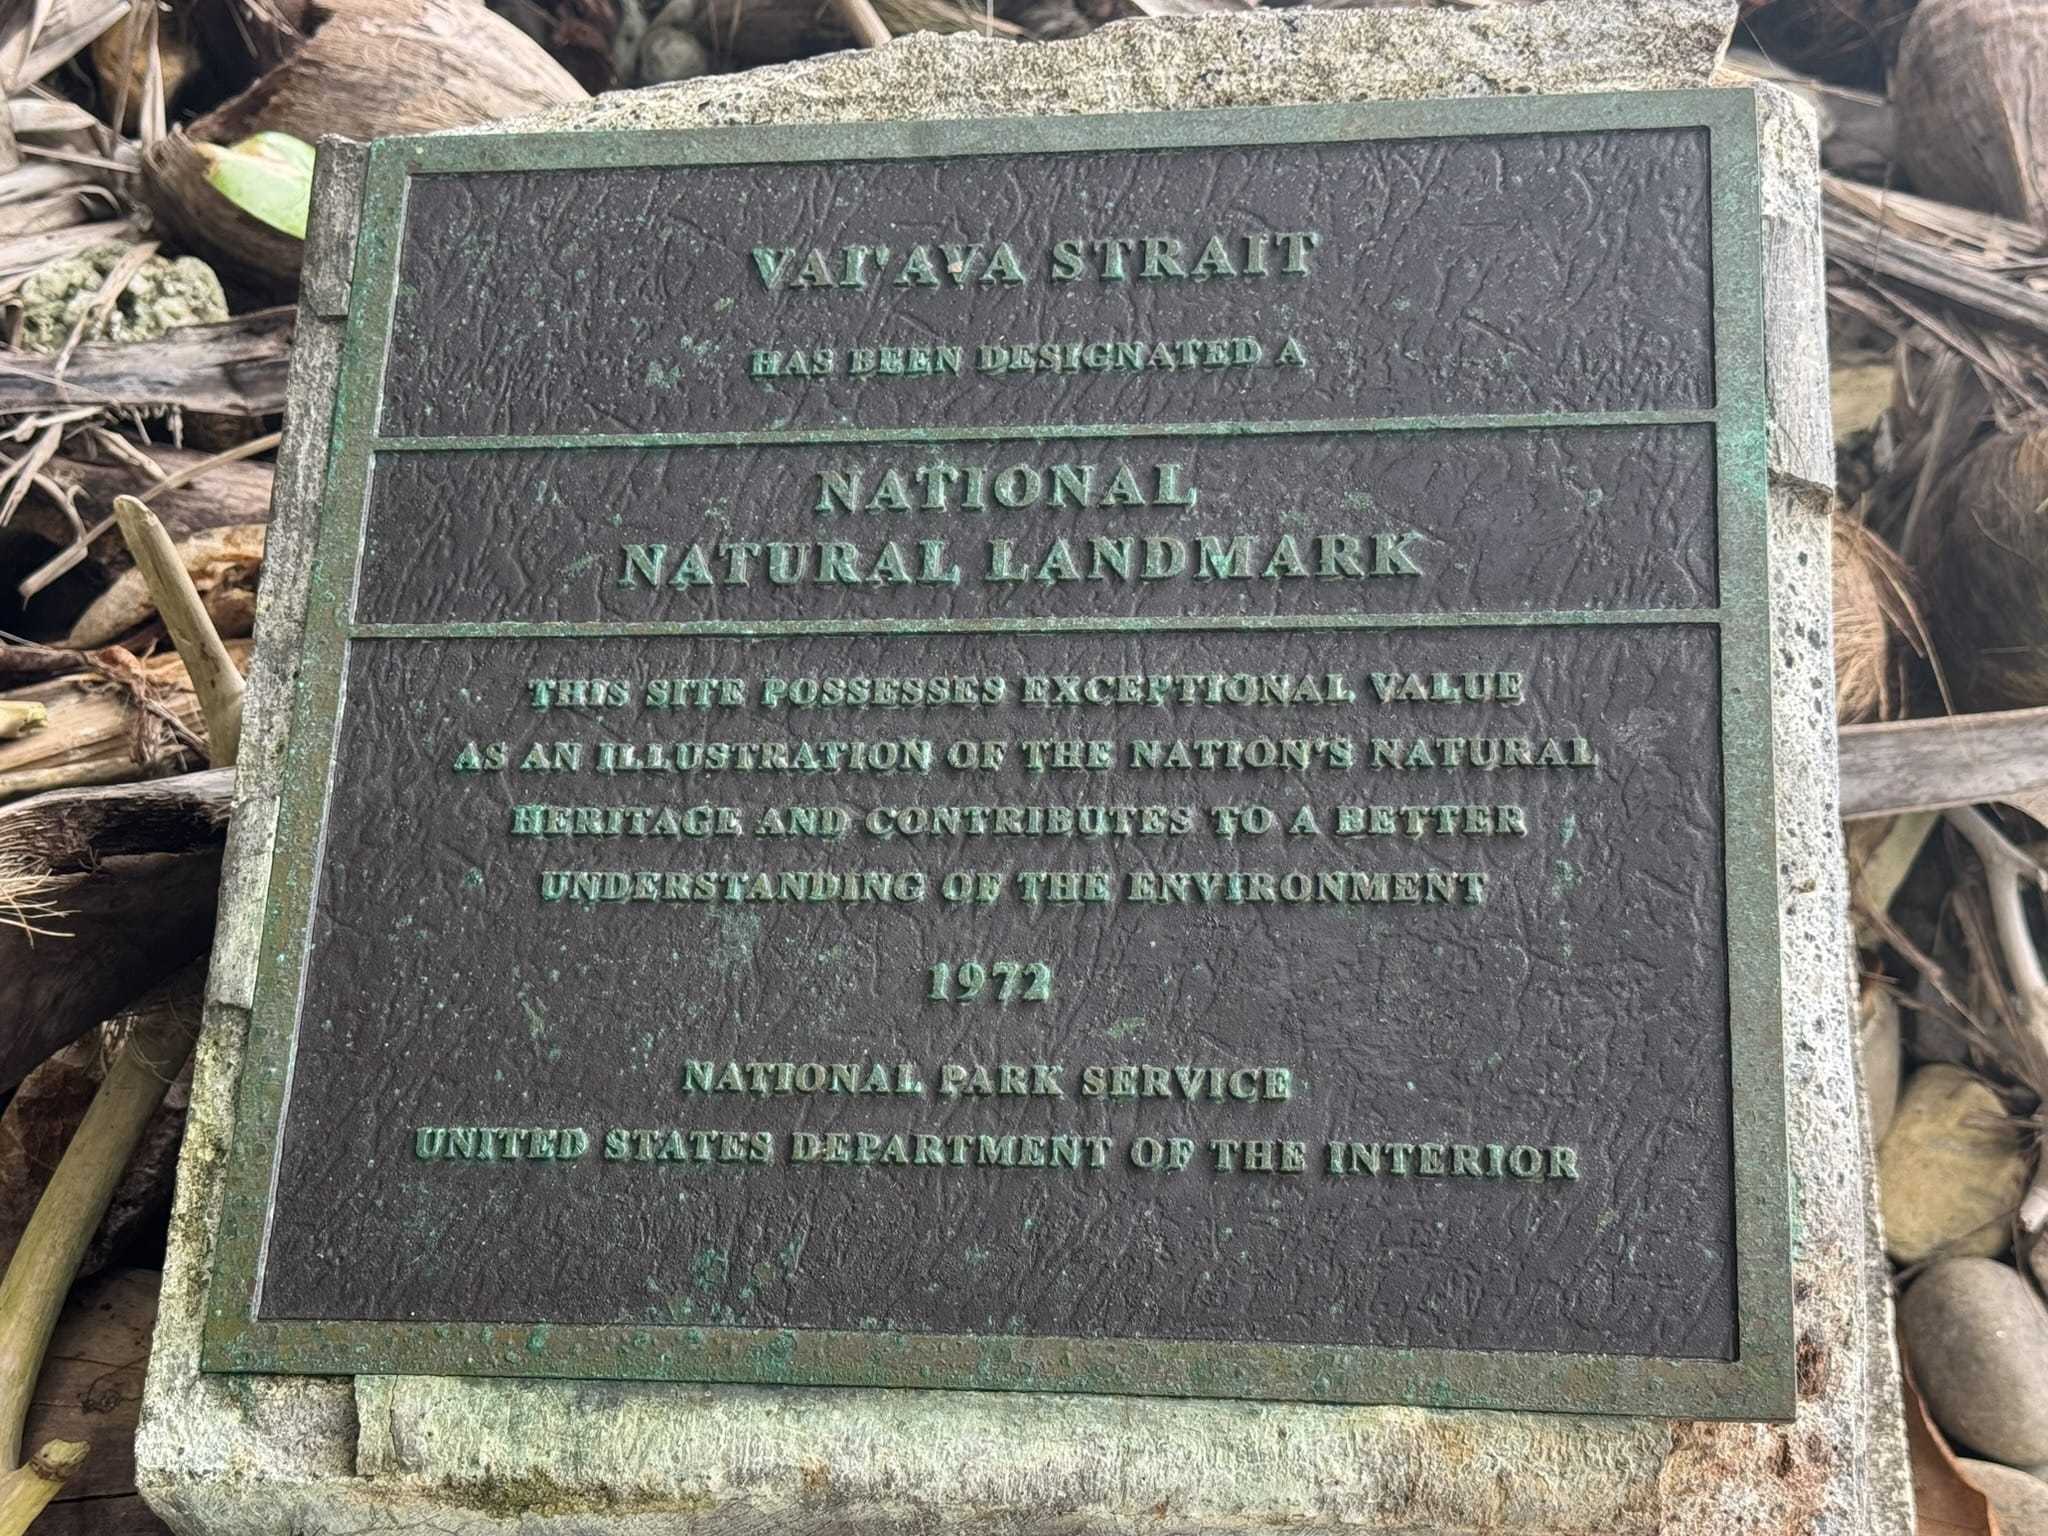 VAI'AVA STRAIT
HAS BEEN DESIGNATED A
NATIONAL
NATURAL LANDMARK
THIS SITE POSSESSES EXCEPTIONAL VALUE
AS AN ILLUSTRATION OF THE NATION'S NATURAL
HERITAGE AND CONTRIBUTES TO A BETTER
UNDERSTANDING OF THE ENVIRONMENT
1972
NATIONAL PARK SERVICE
UNITED STATES DEPARTMENT OF THE INTERIOR